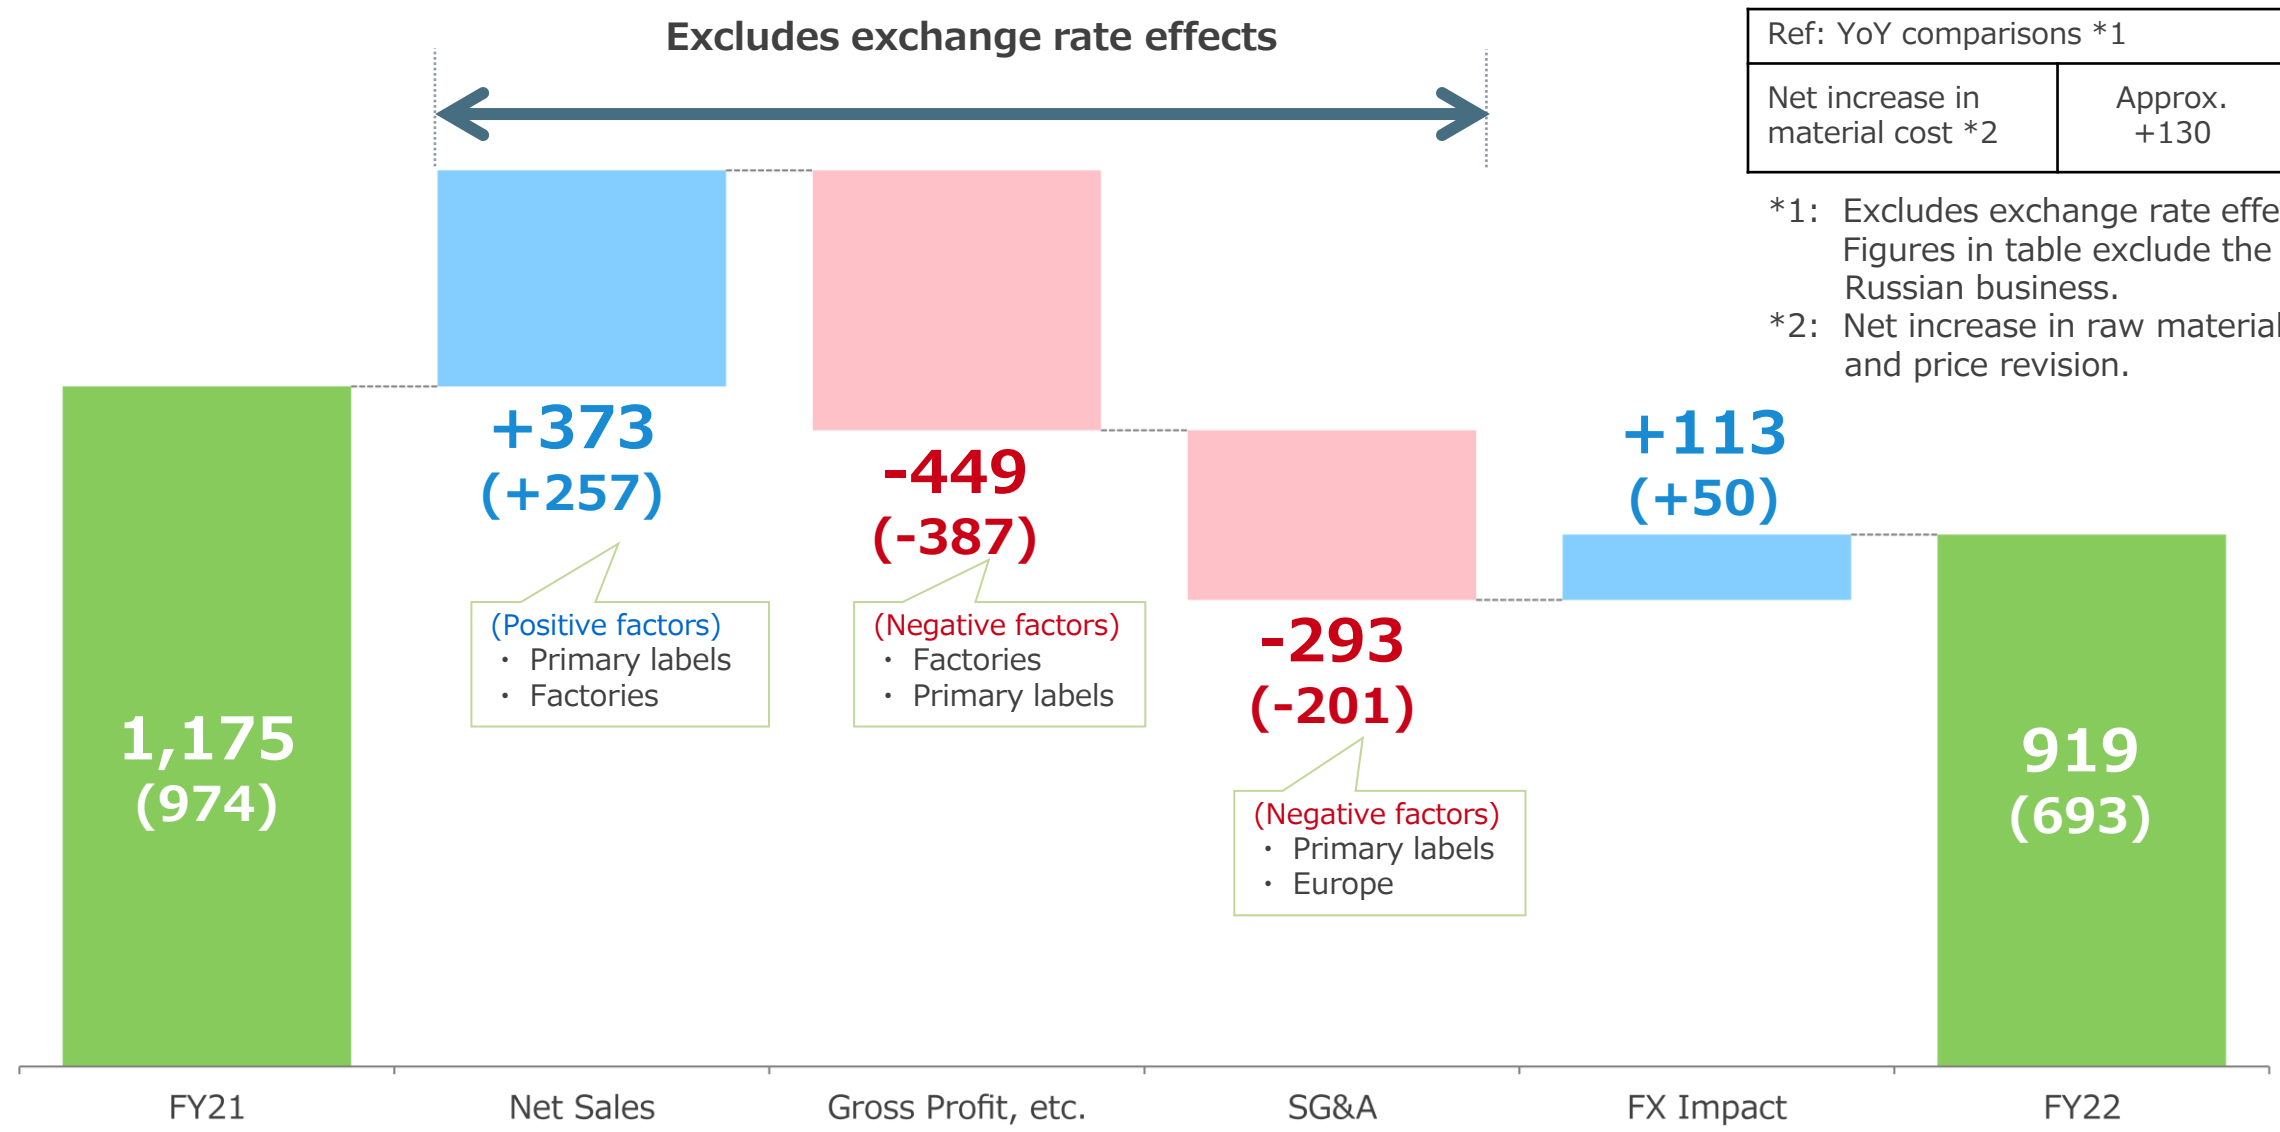 Excludes exchange rate effects
Ref: YoY comparisons *1
Net increase in
material cost *2
Approx.
+130
*1: Excludes exchange rate
Figures in table exclude the
Russian business.
*2: Net increase in raw material
and price revision.
+373
(+257)
(Positive factors)
・ Primary labels
・ Factories
-449
(-387)
(Negative factors)
・ Factories
・ Primary labels
-293
(-201)
(Negative factors)
・ Primary labels
・ Europe
+113
(+50)
1,175
(974)
919
(693)
FY21
Net Sales
Gross Profit, etc.
SG&A
FX Impact
FY22